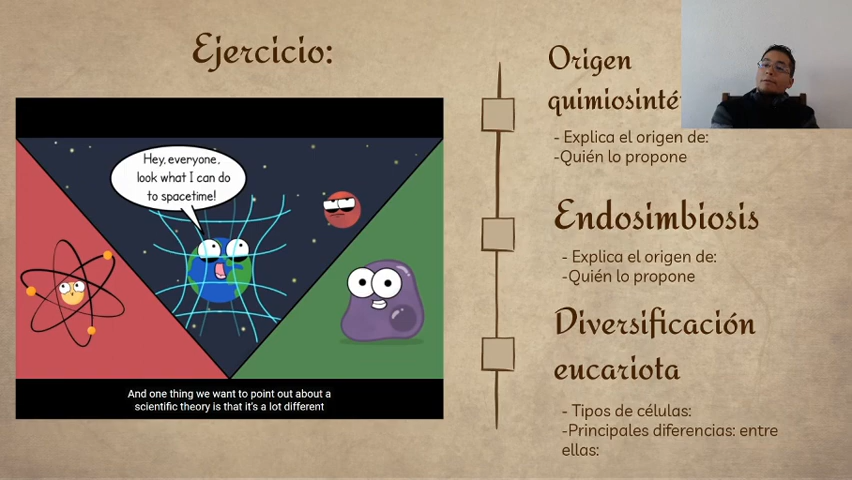 Ejercicio:
Hey, everyone,
look what I can do
to spacetime!
And one thing we want to point out about a
scientific theory is that it's a lot different
Origen
- Explica el origen de:
-Quién lo propone
Endosimbiosis
- Explica el origen de:
-Quién lo propone
Diversificación
eucariota
- Tipos de células:
-Principales diferencias: entre
ellas: